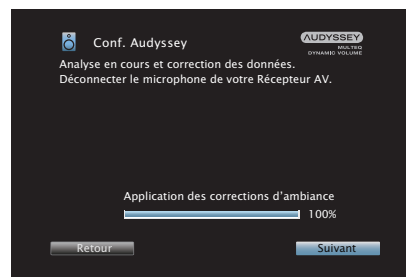 Conf. Audyssey
AUDYSSEY
MULTEQ
DYNAMIC VOLUME
Analyse en cours et correction des données.
Déconnecter le microphone de votre Récepteur AV.
Application des corrections d’ambiance
100%
Retour
Suivant